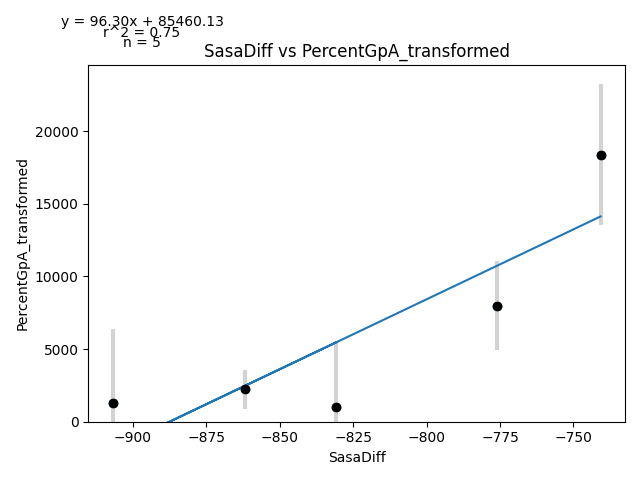 y = 96.30x + 85460.13
r^2 = 0.75
n = 5
SasaDiff vs PercentGpA_transformed
PercentGpA_transformed
20000
15000
10000
5000
0
−900
−875
−850
−825
−800
−775
−750
SasaDiff